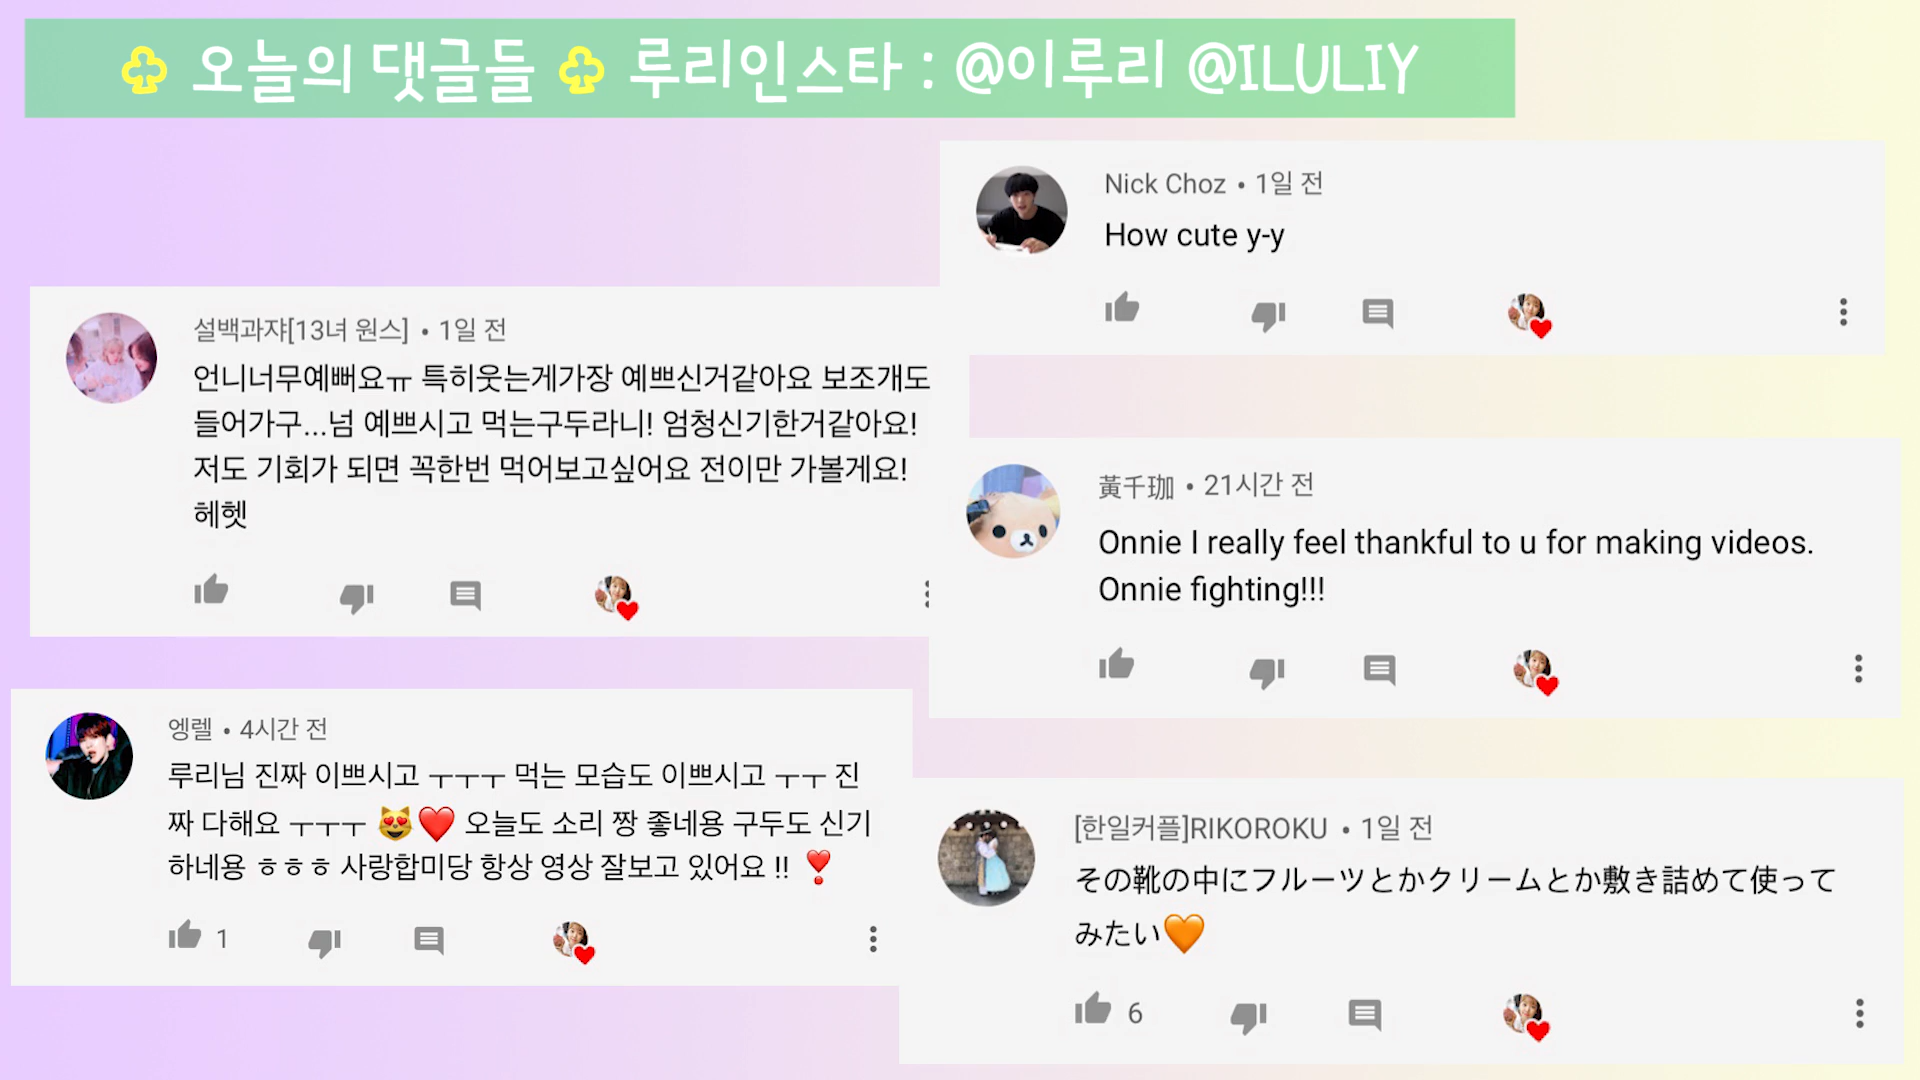 오늘의 댓글들 루리인스타 : @이루리 @ILULIY
Nick Choz • 1일 전
How cute y-y
설백과쟈[13녀 원스] • 1일 전
언니너무예뻐요ㅠ 특히웃는게가장 예쁘신거같아요 보조개도
들어가구...넘 예쁘시고 먹는구두라니! 엄청신기한거같아요!
저도 기회가 되면 꼭한번 먹어보고싶어요 전이만 가볼게요!
헤헷
黃千珈 • 21시간 전
Onnie I really feel thankful to u for making videos.
Onnie fighting!!!
엥렐 • 4시간 전
루리님 진짜 이쁘시고 ㅜㅜㅜ 먹는 모습도 이쁘시고 ㅜㅜ 진
짜 다해요 ㅜㅜㅜ 😻❤️ 오늘도 소리 짱 좋네용 구두도 신기
하네용 ㅎㅎㅎ 사랑합미당 항상 영상 잘보고 있어요 !! ❣️
1
[한일커플]RIKOROKU • 1일 전
その靴の中にフルーツとかクリームとか敷き詰めて使って
みたい🧡
6